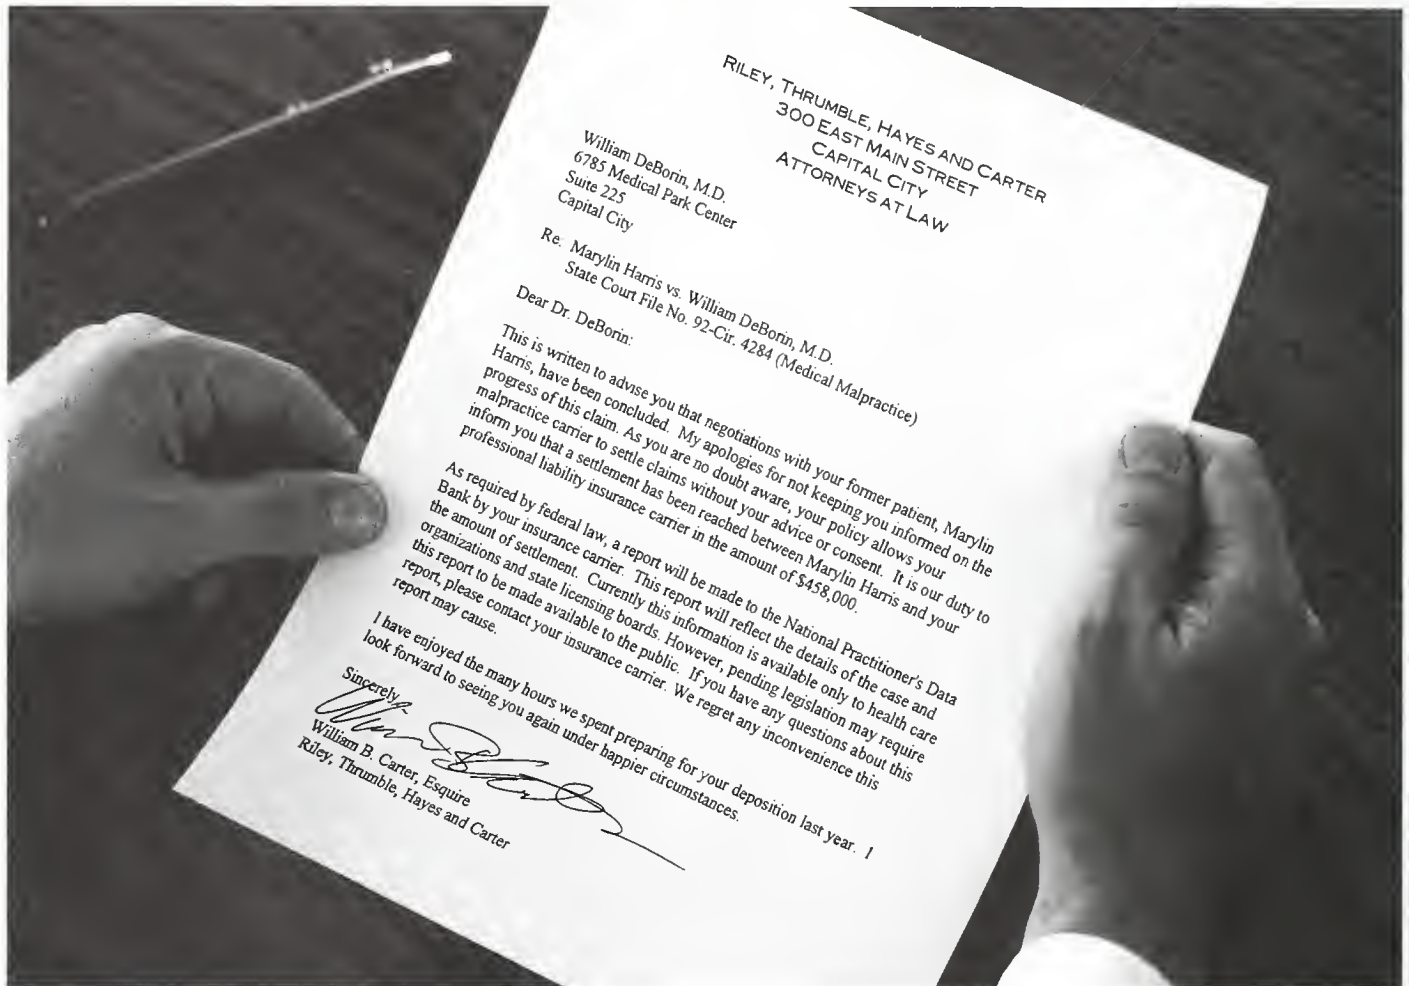 RILEY, THRUMBLE, HAYES AND CARTER
300 EAST MAIN STREET
CAPITAL CITY
ATTORNEYS AT LAW
William DeBorin, M.D.
6785 Medical Park Center
Suite 225
Capital City
Re: Marylin Harris vs. William DeBorin, M.D.
State Court File No. 92-Cir. 4284 (Medical Malpractice)
Dear Dr. DeBorin:
This is written to advise you that negotiations with your former patient, Marylin
Harris, have been concluded. My apologies for not keeping you informed on the
progress of this claim. As you are no doubt aware, your policy allows your
malpractice carrier to settle claims without your advice or consent. It is our duty to
inform you that a settlement has been reached between Marylin Harris and your
professional liability insurance carrier in the amount of $458,000.
As required by federal law, a report will be made to the National Practitioner's Data
Bank by your insurance carrier. This report will reflect the details of the case and
the amount of settlement. Currently this information is available only to health care
organizations and state licensing boards. However, pending legislation may require
this report to be made available to the public. If you have any questions about this
report, please contact your insurance carrier. We regret any inconvenience this
report may cause.
I have enjoyed the many hours we spent preparing for your deposition last year. I
look forward to seeing you again under happier circumstances.
Sincerely,
William B. Carter, Esquire
Riley, Thrumble, Hayes and Carter